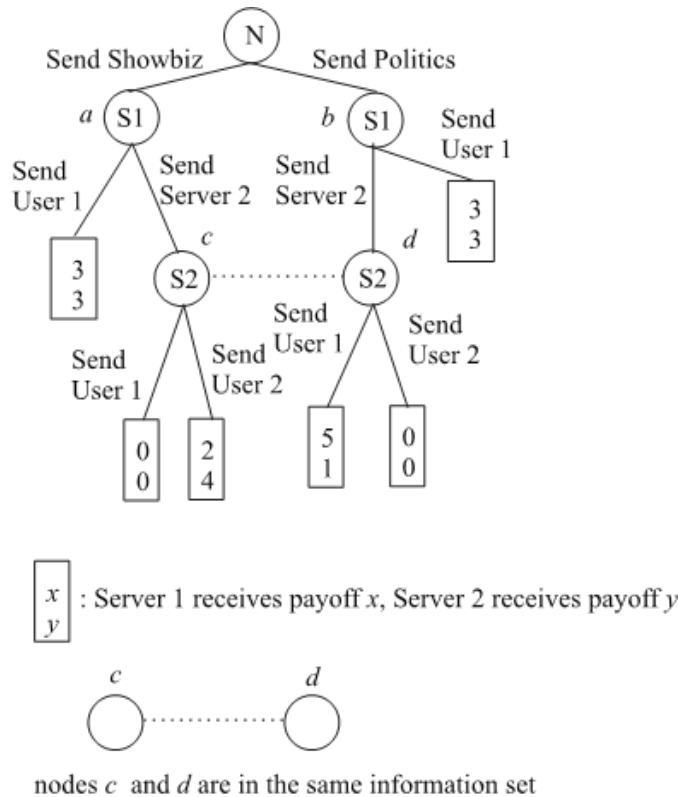 N
Send Showbiz
Send Politics
a
S1
b
S1
Send
User 1
Send
User 1
Send
Server 2
Send
Server 2
3
3
3
3
c
d
S2
S2
Send
User 1
Send
User 2
Send
User 1
Send
User 2
0
0
2
4
5
1
0
0
x
y
: Server 1 receives payoff x, Server 2 receives payoff y
c
d
nodes c and d are in the same information set